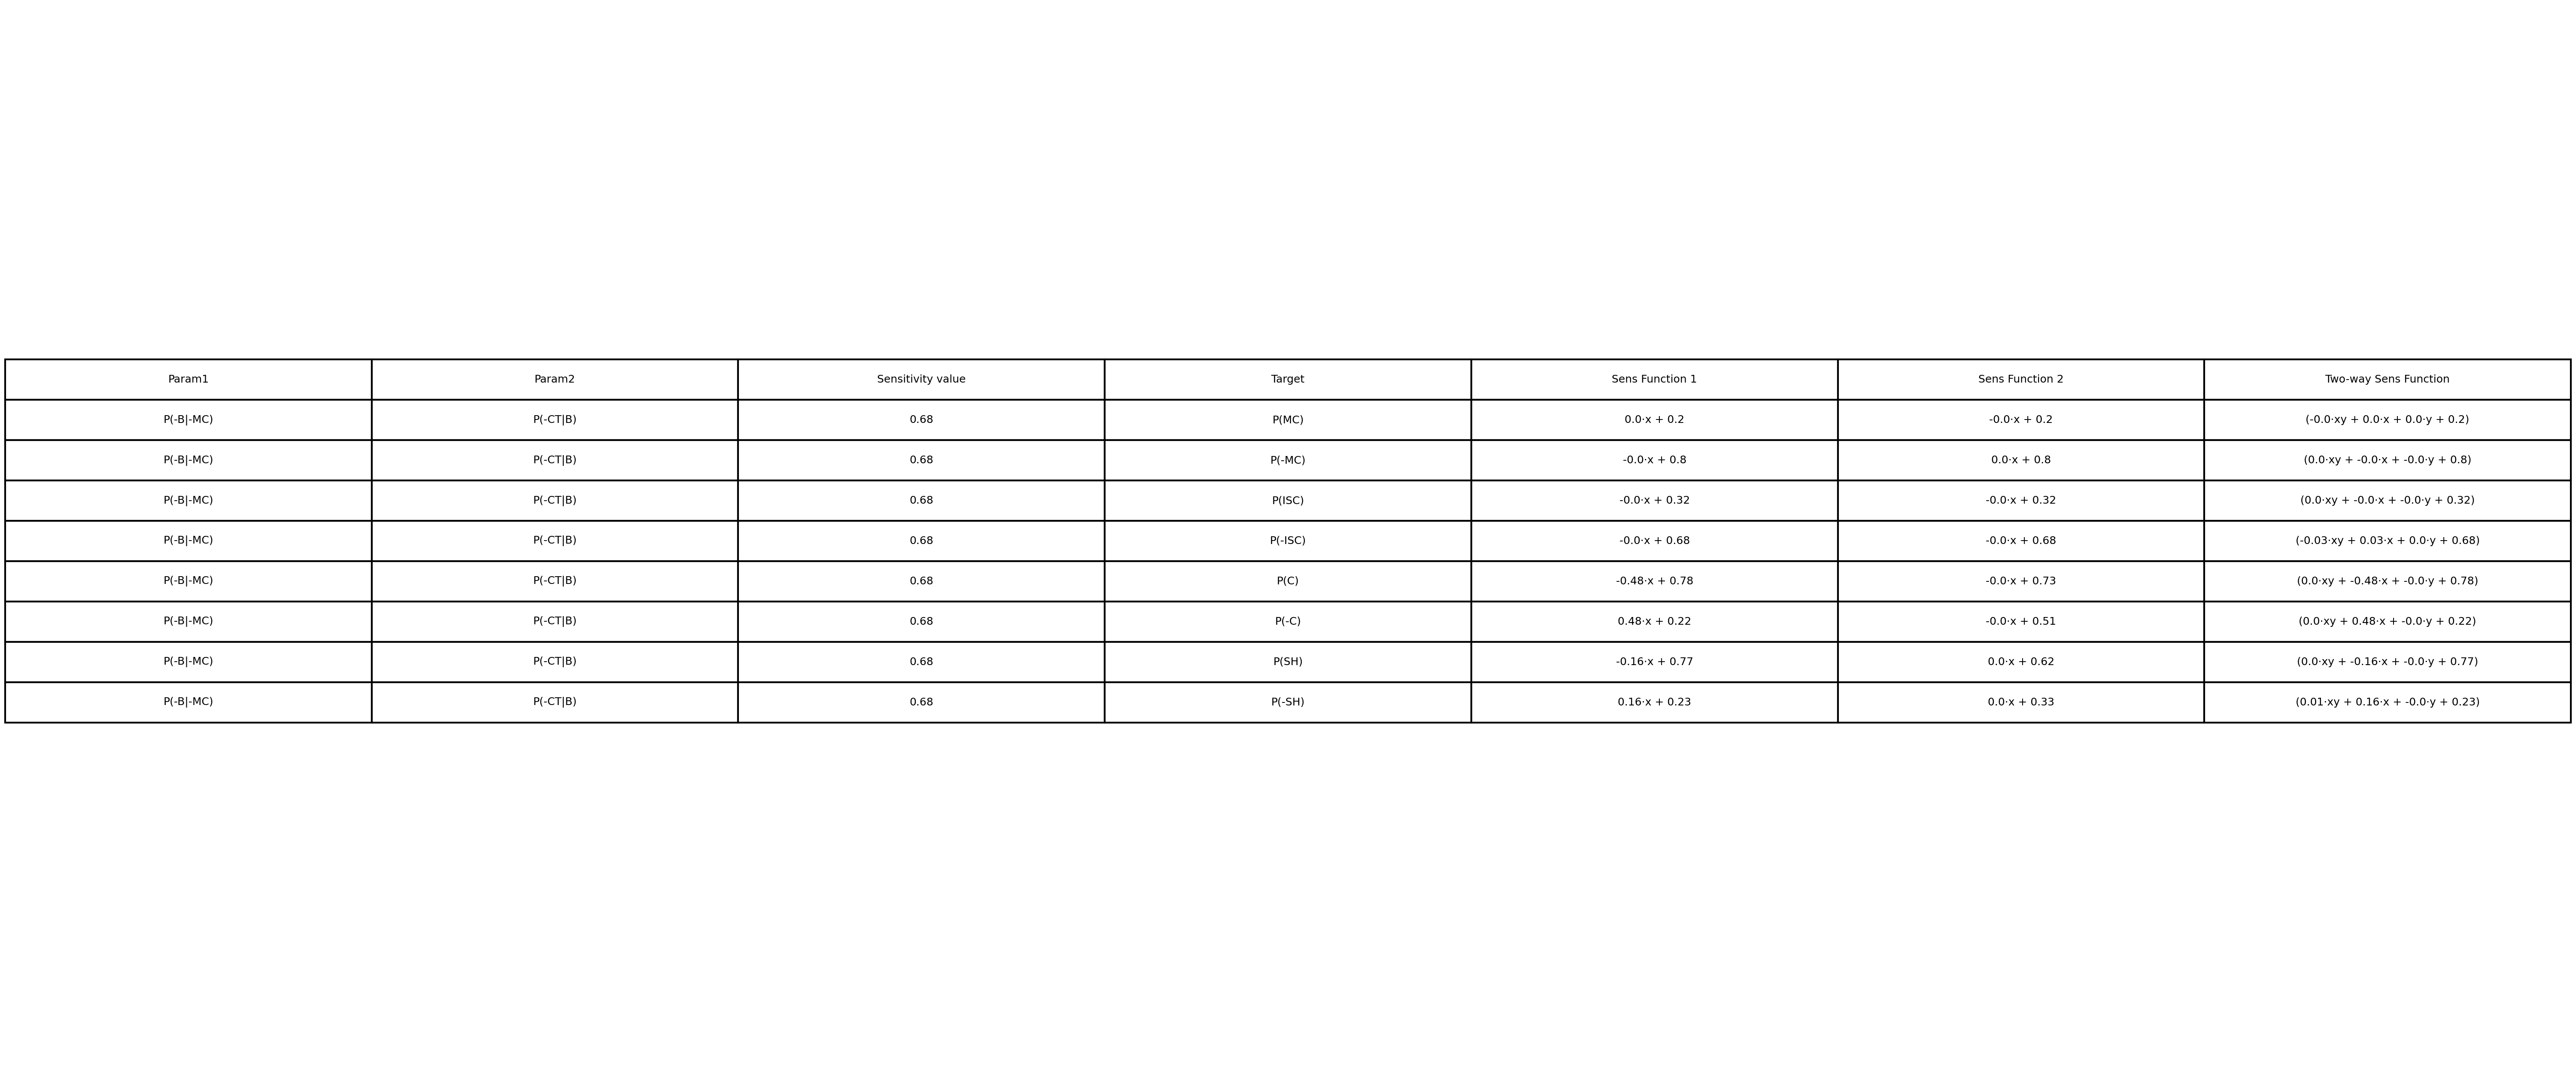 Param1 Param2 Sensitivity value Target Sens Function 1 Sens Function 2 Two-way Sens Function
P(-B|-MC) P(-CT|B) 0.68 P(MC) 0.0·x + 0.2 -0.0·x + 0.2 (-0.0·xy + 0.0·x + 0.0·y + 0.2)
P(-B|-MC) P(-CT|B) 0.68 P(-MC) -0.0·x + 0.8 0.0·x + 0.8 (0.0·xy + -0.0·x + -0.0·y + 0.8)
P(-B|-MC) P(-CT|B) 0.68 P(ISC) -0.0·x + 0.32 -0.0·x + 0.32 (0.0·xy + -0.0·x + -0.0·y + 0.32)
P(-B|-MC) P(-CT|B) 0.68 P(-ISC) -0.0·x + 0.68 -0.0·x + 0.68 (-0.03·xy + 0.03·x + 0.0·y + 0.68)
P(-B|-MC) P(-CT|B) 0.68 P(C) -0.48·x + 0.78 -0.0·x + 0.73 (0.0·xy + -0.48·x + -0.0·y + 0.78)
P(-B|-MC) P(-CT|B) 0.68 P(-C) 0.48·x + 0.22 -0.0·x + 0.51 (0.0·xy + 0.48·x + -0.0·y + 0.22)
P(-B|-MC) P(-CT|B) 0.68 P(SH) -0.16·x + 0.77 0.0·x + 0.62 (0.0·xy + -0.16·x + -0.0·y + 0.77)
P(-B|-MC) P(-CT|B) 0.68 P(-SH) 0.16·x + 0.23 0.0·x + 0.33 (0.01·xy + 0.16·x + -0.0·y + 0.23)